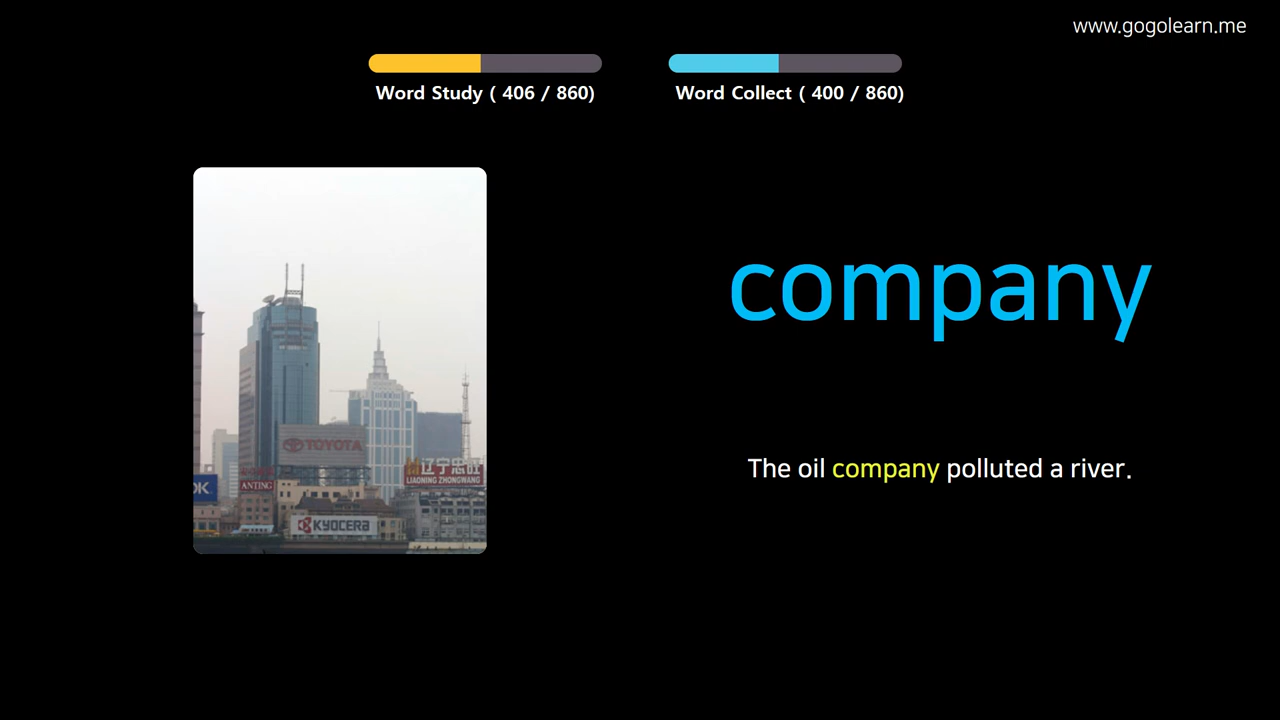 www.gogolearn.me
Word Study ( 406 / 860)
Word Collect ( 400 / 860)
company
The oil company polluted a river.
TOYOTA
辽宁忠旺
LIAONING ZHONGWANG
OK
ANTING
KYOCERA